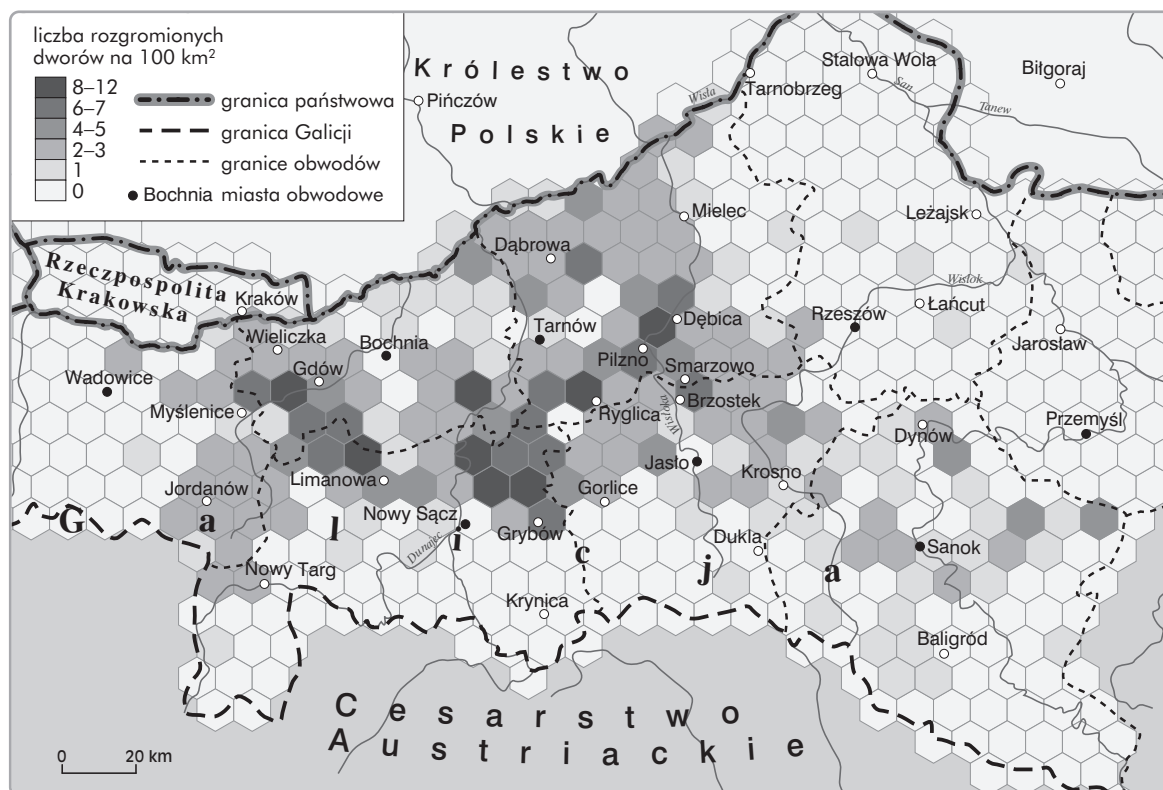 liczba rozgromionych
dworów na 100 km²
8–12
6–7
4–5
2–3
1
0
granica państwowa
granica Galicji
granice obwodów
Bochnia miasta obwodowe
Królestwo
Polskie
Pińczów
Stalowa Wola
Biłgoraj
Tarnobrzeg
Wisła
San
Tanew
Mielec
Leżajsk
Dąbrowa
Rzeczpospolita
Krakowska
Kraków
Wisłok
Łańcut
Rzeszów
Dębica
Tarnów
Bochnia
Wieliczka
Jarosław
Pilzno
Smarzowo
Gdów
Wadowice
Brzostek
Myślenice
Ryglica
Wisłoka
Przemyśl
Dynów
Jasło
Krosno
Limanowa
Jordanów
Gorlice
Nowy Sącz
Grybów
Galicja
Dukla
Sanok
Dunajec
Nowy Targ
Krynica
Baligród
Cesarstwo
Austriackie
0 20 km